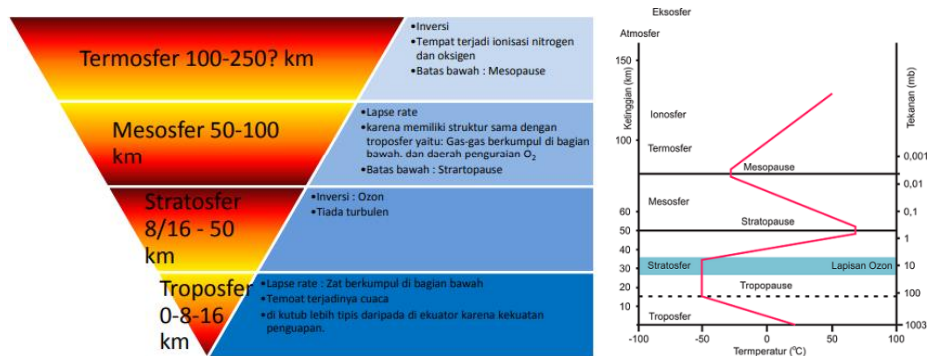 Termosfer 100-250? km
•Inversi
•Tempat terjadi ionisasi nitrogen
dan oksigen
•Batas bawah : Mesopause
Mesosfer 50-100
km
•Lapse rate
•karena memiliki struktur sama dengan
troposfer yaitu: Gas-gas berkumpul di bagian
bawah. dan daerah penguraian O₂
•Batas bawah : Strartopause
Stratosfer
8/16 - 50
km
•Inversi : Ozon
•Tiada turbulen
Troposfer
0-8-16
km
•Lapse rate : Zat berkumpul di bagian bawah
•Temoat terjadinya cuaca
•di kutub lebih tipis daripada di ekuator karena kekuatan
penguapan.
Eksosfer
Atmosfer
Ketinggian (km)
150
100
60
50
40
30
20
10
Ionosfer
Termosfer
Mesopause
Mesosfer
Stratopause
Stratosfer
Lapisan Ozon
Tropopause
Troposfer
Tekanan (mb)
0,001
0,01
0,1
1
10
100
1003
-100
-50
0
50
100
Termperatur (°C)